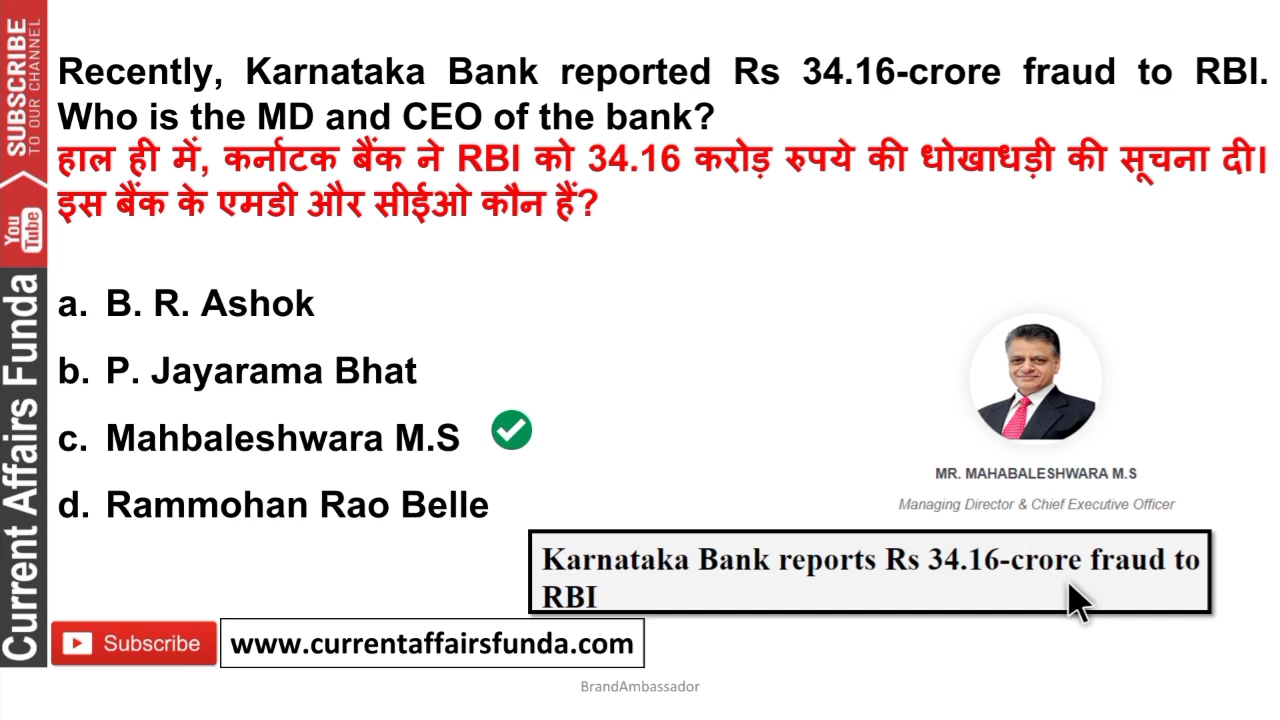 SUBSCRIBE
TO OUR CHANNEL
You
Tube
Current Affairs Funda
Recently, Karnataka Bank reported Rs 34.16-crore fraud to RBI.
Who is the MD and CEO of the bank?
हाल ही में, कर्नाटक बैंक ने RBI को 34.16 करोड़ रुपये की धोखाधड़ी की सूचना दी।
इस बैंक के एमडी और सीईओ कौन हैं?
a. B. R. Ashok
b. P. Jayarama Bhat
c. Mahbaleshwara M.S
d. Rammohan Rao Belle
MR. MAHABALESHWARA M.S
Managing Director & Chief Executive Officer
Karnataka Bank reports Rs 34.16-crore fraud to
RBI
Subscribe
www.currentaffairsfunda.com
BrandAmbassador